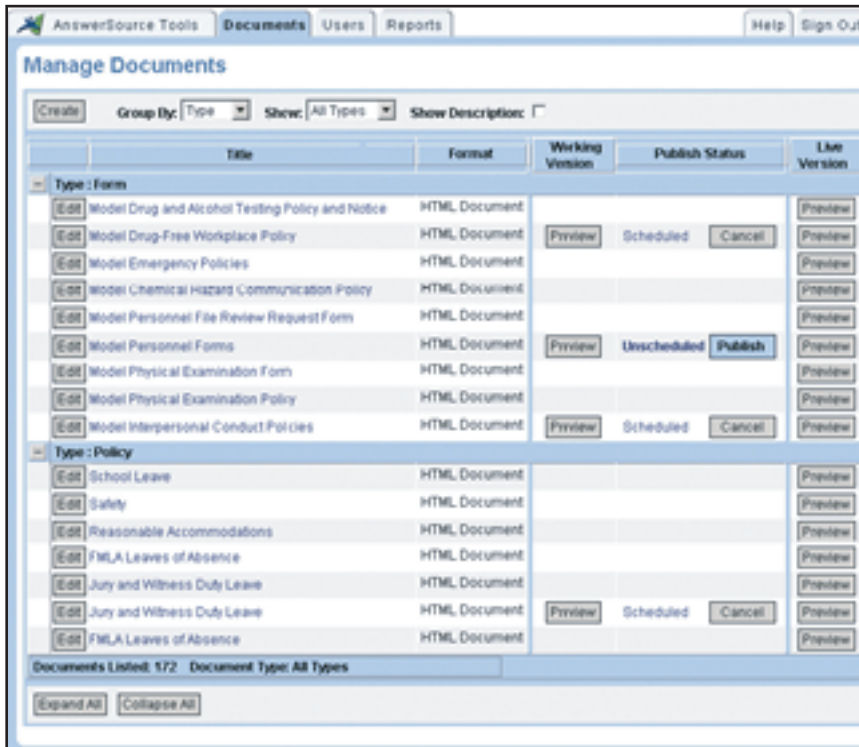 AnswerSource Tools Documents Users Reports Help Sign Out
Manage Documents
Create Group By: Type Show: All Types Show Description:
Title Format Working Version Publish Status Live Version
Type : Form
Edit Model Drug and Alcohol Testing Policy and Notice HTML Document Preview
Edit Model Drug-Free Workplace Policy HTML Document Preview Scheduled Cancel Preview
Edit Model Emergency Policies HTML Document Preview
Edit Model Chemical Hazard Communication Policy HTML Document Preview
Edit Model Personnel File Review Request Form HTML Document Preview
Edit Model Personnel Forms HTML Document Preview Unscheduled Publish Preview
Edit Model Physical Examination Form HTML Document Preview
Edit Model Physical Examination Policy HTML Document Preview
Edit Model Interpersonal Conduct Policies HTML Document Preview Scheduled Cancel Preview
Type : Policy
Edit School Leave HTML Document Preview
Edit Safety HTML Document Preview
Edit Reasonable Accommodations HTML Document Preview
Edit FMLA Leaves of Absence HTML Document Preview
Edit Jury and Witness Duty Leave HTML Document Preview
Edit Jury and Witness Duty Leave HTML Document Preview Scheduled Cancel Preview
Edit FMLA Leaves of Absence HTML Document Preview
Documents Listed: 172 Document Type: All Types
Expand All Collapse All